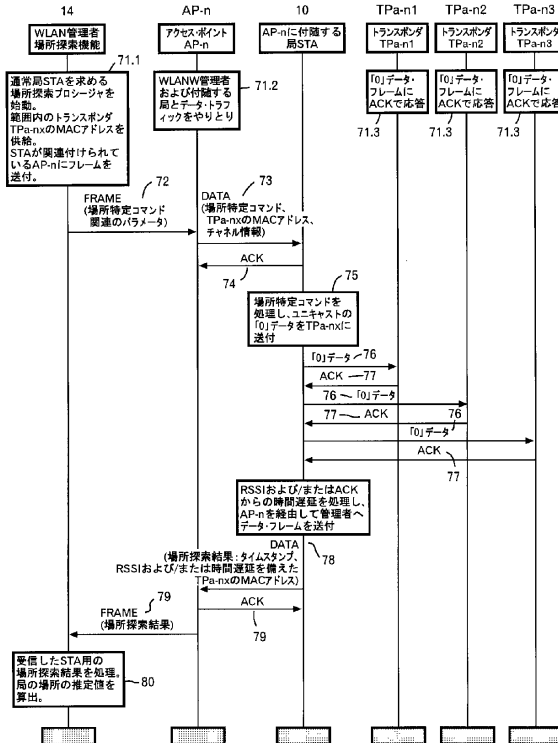 14
AP-n
10
TPa-n1
TPa-n2
TPa-n3
WLAN管理者
場所探索機能
アクセス・ポイント
AP-n
AP-nに付随する
局STA
トランスポンダ
TPa-n1
トランスポンダ
TPa-n2
トランスポンダ
TPa-n3
71.1
通常局STAを求める
場所探索プロシージャを
始動。
範囲内のトランスポンダ
TPa-nxのMACアドレスを
供給。
STAが関連付けられて
いるAP-nにフレームを
送付。
WLANW管理者
および付随する
局とデータ・トラ
フィックをやりとり
71.2
「0」データ・
フレームに
ACKで応答
71.3
「0」データ・
フレームに
ACKで応答
71.3
「0」データ・
フレームに
ACKで応答
71.3
FRAME
72
(場所特定コマンド
関連のパラメータ)
DATA
73
(場所特定コマンド、
TPa-nxのMACアドレス、
チャネル情報)
ACK
74
75
場所特定コマンドを
処理し、ユニキャストの
「0」データをTPa-nxに
送付
「0」データ
76
ACK
77
76
「0」データ
77
ACK
76
「0」データ
ACK
77
RSSIおよび/またはACK
からの時間遅延を処理し、
AP-nを経由して管理者へ
データ・フレームを送付
DATA
78
(場所探索結果：タイムスタンプ、
RSSIおよび/または時間遅延を備えた
TPa-nxのMACアドレス)
ACK
79
FRAME
79
(場所探索結果)
受信したSTA用の
場所探索結果を処理。
局の場所の推定値を
算出。
80